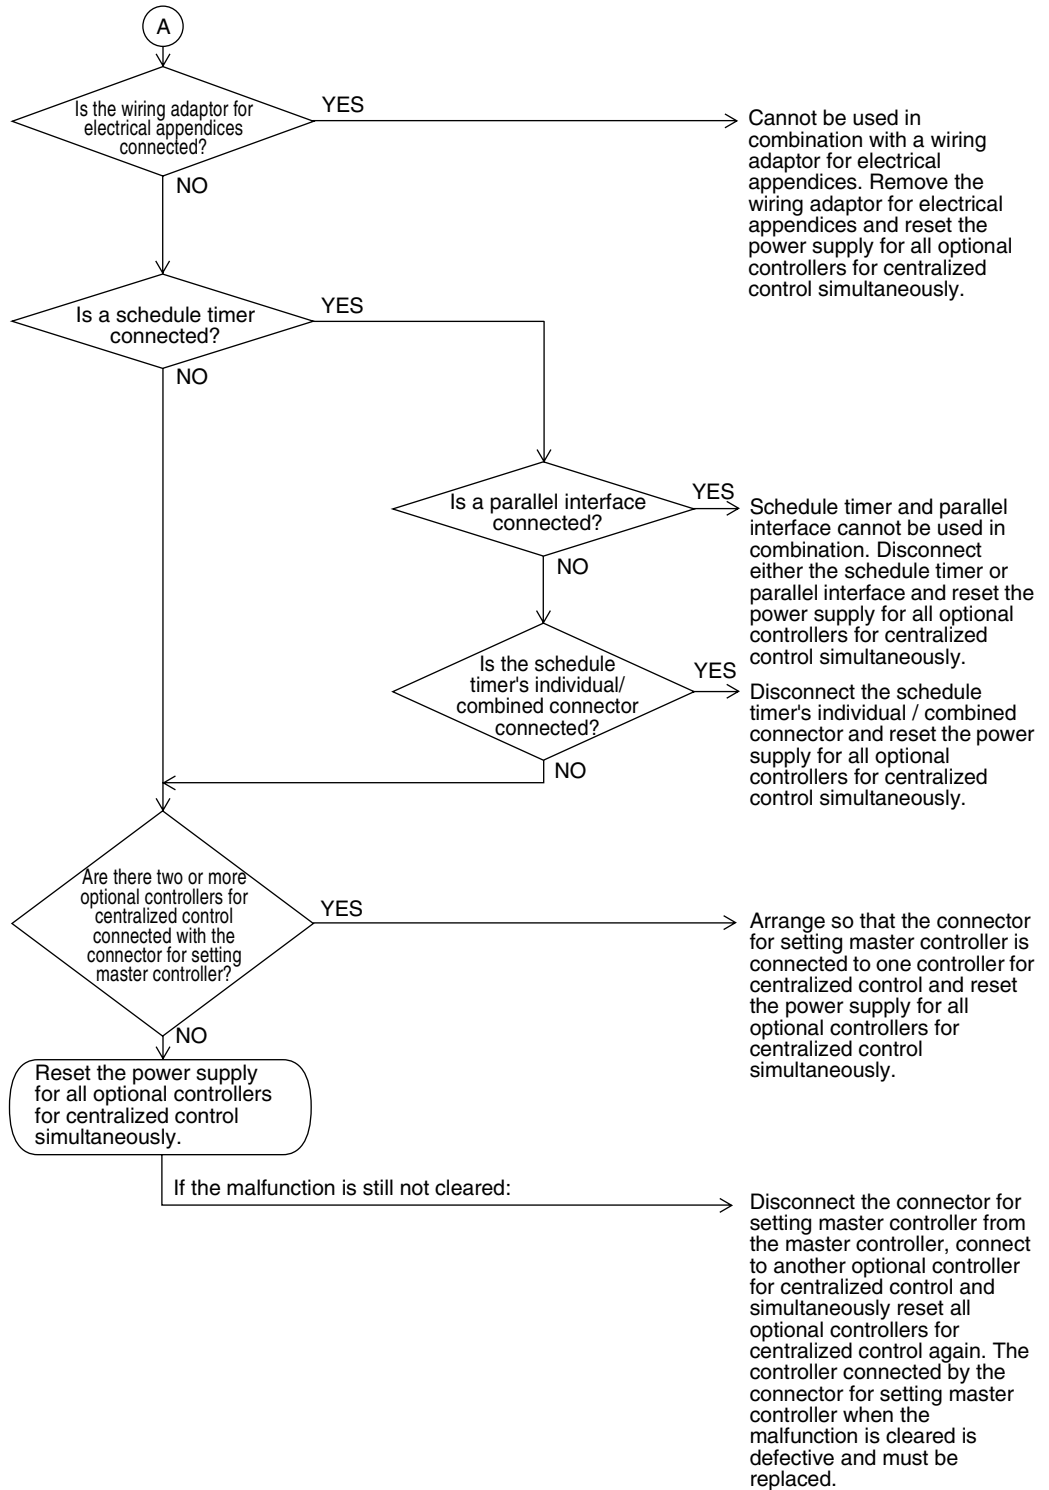 A
Is the wiring adaptor for
electrical appendices
connected?
YES
NO
Cannot be used in
combination with a wiring
adaptor for electrical
appendices. Remove the
wiring adaptor for electrical
appendices and reset the
power supply for all optional
controllers for centralized
control simultaneously.
Is a schedule timer
connected?
YES
NO
Is a parallel interface
connected?
YES
NO
Schedule timer and parallel
interface cannot be used in
combination. Disconnect
either the schedule timer or
parallel interface and reset the
power supply for all optional
controllers for centralized
control simultaneously.
Is the schedule
timer's individual/
combined connector
connected?
YES
NO
Disconnect the schedule
timer's individual / combined
connector and reset the power
supply for all optional
controllers for centralized
control simultaneously.
Are there two or more
optional controllers for
centralized control
connected with the
connector for setting
master controller?
YES
NO
Arrange so that the connector
for setting master controller is
connected to one controller for
centralized control and reset
the power supply for all
optional controllers for
centralized control
simultaneously.
Reset the power supply
for all optional controllers
for centralized control
simultaneously.
If the malfunction is still not cleared:
Disconnect the connector for
setting master controller from
the master controller, connect
to another optional controller
for centralized control and
simultaneously reset all
optional controllers for
centralized control again. The
controller connected by the
connector for setting master
controller when the
malfunction is cleared is
defective and must be
replaced.